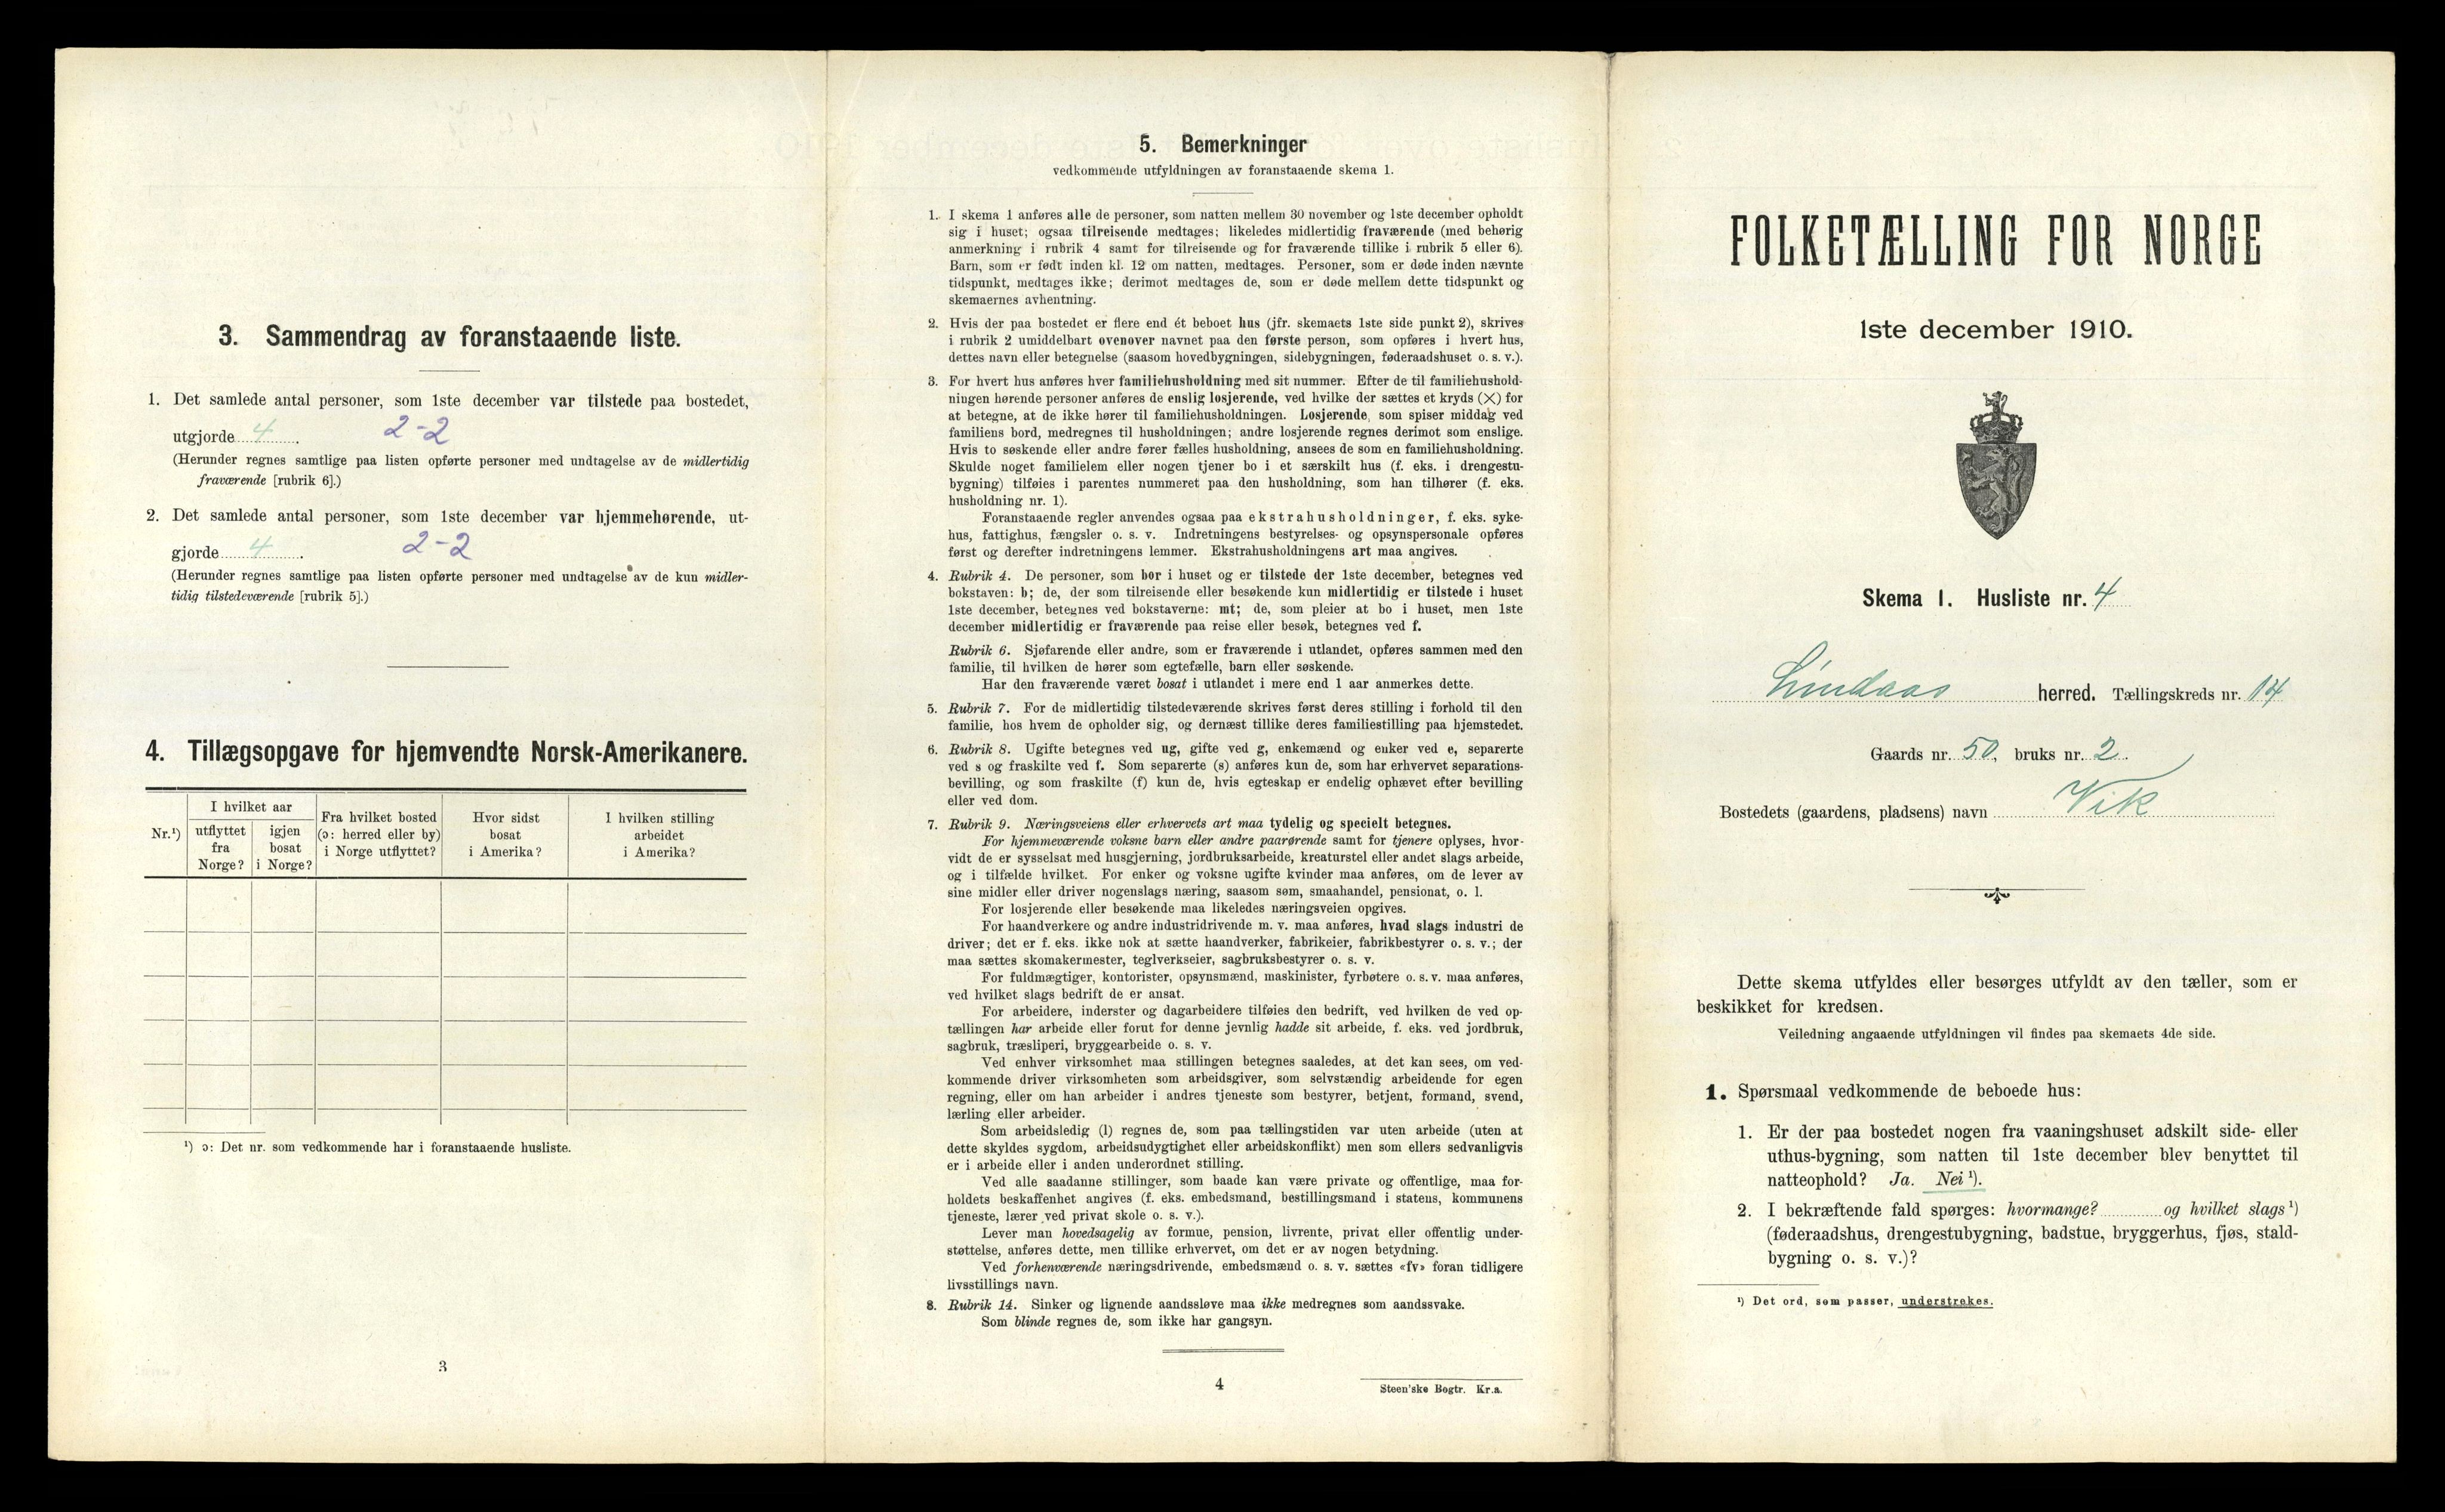 3. Sammendrag av foranstaaende liste.
1. Det samlede antal personer, som 1ste december var tilstede paa bostedet,
utgjorde 4. 2-2
(Herunder regnes samtlige paa listen opførte personer med undtagelse av de midlertidig
fraværende [rubrik 6].)
2. Det samlede antal personer, som 1ste december var hjemmehørende, ut-
gjorde 4. 2-2
(Herunder regnes samtlige paa listen opførte personer med undtagelse av de kun midler-
tidig tilstedeværende [rubrik 5].)
4. Tillægsopgave for hjemvendte Norsk-Amerikanere.
Nr.¹)
I hvilket aar
utflyttet fra Norge?
igjen bosat i Norge?
Fra hvilket bosted (ɔ: herred eller by) i Norge utflyttet?
Hvor sidst bosat i Amerika?
I hvilken stilling arbeidet i Amerika?
¹) ɔ: Det nr. som vedkommende har i foranstaaende husliste.
3
5. Bemerkninger
vedkommende utfyldningen av foranstaaende skema 1.
1. I skema 1 anføres alle de personer, som natten mellem 30 november og 1ste december opholdt
sig i huset; ogsaa tilreisende medtages; likeledes midlertidig fraværende (med behørig
anmerkning i rubrik 4 samt for tilreisende og for fraværende tillike i rubrik 5 eller 6).
Barn, som er født inden kl. 12 om natten, medtages. Personer, som er døde inden nævnte
tidspunkt, medtages ikke; derimot medtages de, som er døde mellem dette tidspunkt og
skemaernes avhentning.
2. Hvis der paa bostedet er flere end ét beboet hus (jfr. skemaets 1ste side punkt 2), skrives
i rubrik 2 umiddelbart ovenover navnet paa den første person, som opføres i hvert hus,
dettes navn eller betegnelse (saasom hovedbygningen, sidebygningen, føderaadshuset o. s. v.).
3. For hvert hus anføres hver familiehusholdning med sit nummer. Efter de til familiehushold-
ningen hørende personer anføres de enslig losjerende, ved hvilke der sættes et kryds (×) for
at betegne, at de ikke hører til familiehusholdningen. Losjerende, som spiser middag ved
familiens bord, medregnes til husholdningen; andre losjerende regnes derimot som enslige.
Hvis to søskende eller andre fører fælles husholdning, ansees de som en familiehusholdning.
Skulde noget familielem eller nogen tjener bo i et særskilt hus (f. eks. i drengestu-
bygning) tilføies i parentes nummeret paa den husholdning, som han tilhører (f. eks.
husholdning nr. 1).
Foranstaaende regler anvendes ogsaa paa ekstrahusholdninger, f. eks. syke-
hus, fattighus, fængsler o. s. v. Indretningens bestyrelses- og opsynspersonale opføres
først og derefter indretningens lemmer. Ekstrahusholdningens art maa angives.
4. Rubrik 4. De personer, som bor i huset og er tilstede der 1ste december, betegnes ved
bokstaven: b; de, der som tilreisende eller besøkende kun midlertidig er tilstede i huset
1ste december, betegnes ved bokstaverne: mt; de, som pleier at bo i huset, men 1ste
december midlertidig er fraværende paa reise eller besøk, betegnes ved f.
Rubrik 6. Sjøfarende eller andre, som er fraværende i utlandet, opføres sammen med den
familie, til hvilken de hører som egtefælle, barn eller søskende.
Har den fraværende været bosat i utlandet i mere end 1 aar anmerkes dette.
5. Rubrik 7. For de midlertidig tilstedeværende skrives først deres stilling i forhold til den
familie, hos hvem de opholder sig, og dernæst tillike deres familiestilling paa hjemstedet.
6. Rubrik 8. Ugifte betegnes ved ug, gifte ved g, enkemænd og enker ved e, separerte
ved s og fraskilte ved f. Som separerte (s) anføres kun de, som har erhvervet separations-
bevilling, og som fraskilte (f) kun de, hvis egteskap er endelig ophævet efter bevilling
eller ved dom.
7. Rubrik 9. Næringsveiens eller erhvervets art maa tydelig og specielt betegnes.
For hjemmeværende voksne barn eller andre paarørende samt for tjenere oplyses, hvor-
vidt de er sysselsat med husgjerning, jordbruksarbeide, kreaturstel eller andet slags arbeide,
og i tilfælde hvilket. For enker og voksne ugifte kvinder maa anføres, om de lever av
sine midler eller driver nogenslags næring, saasom søm, smaahandel, pensionat, o. l.
For losjerende eller besøkende maa likeledes næringsveien opgives.
For haandverkere og andre industridrivende m. v. maa anføres, hvad slags industri de
driver; det er f. eks. ikke nok at sætte haandverker, fabrikeier, fabrikbestyrer o. s. v.; der
maa sættes skomakermester, teglverkseier, sagbruksbestyrer o. s. v.
For fuldmægtiger, kontorister, opsynsmænd, maskinister, fyrbøtere o. s. v. maa anføres,
ved hvilket slags bedrift de er ansat.
For arbeidere, inderster og dagarbeidere tilføies den bedrift, ved hvilken de ved op-
tællingen har arbeide eller forut for denne jevnlig hadde sit arbeide, f. eks. ved jordbruk,
sagbruk, træsliperi, bryggearbeide o. s. v.
Ved enhver virksomhet maa stillingen betegnes saaledes, at det kan sees, om ved-
kommende driver virksomheten som arbeidsgiver, som selvstændig arbeidende for egen
regning, eller om han arbeider i andres tjeneste som bestyrer, betjent, formand, svend,
lærling eller arbeider.
Som arbeidsledig (l) regnes de, som paa tællingstiden var uten arbeide (uten at
dette skyldes sygdom, arbeidsudygtighet eller arbeidskonflikt) men som ellers sedvanligvis
er i arbeide eller i anden underordnet stilling.
Ved alle saadanne stillinger, som baade kan være private og offentlige, maa for-
holdets beskaffenhet angives (f. eks. embedsmand, bestillingsmand i statens, kommunens
tjeneste, lærer ved privat skole o. s. v.).
Lever man hovedsagelig av formue, pension, livrente, privat eller offentlig under-
støttelse, anføres dette, men tillike erhvervet, om det er av nogen betydning.
Ved forhenværende næringsdrivende, embedsmænd o. s. v. sættes «fv» foran tidligere
livsstillings navn.
8. Rubrik 14. Sinker og lignende aandssløve maa ikke medregnes som aandssvake.
Som blinde regnes de, som ikke har gangsyn.
4
Steen'ske Bogtr. Kr.a.
FOLKETÆLLING FOR NORGE
1ste december 1910.
Skema 1. Husliste nr. 4
Lindaas herred. Tællingskreds nr. 14
Gaards nr. 50, bruks nr. 2.
Bostedets (gaardens, pladsens) navn Vik
Dette skema utfyldes eller besørges utfyldt av den tæller, som er
beskikket for kredsen.
Veiledning angaaende utfyldningen vil findes paa skemaets 4de side.
1. Spørsmaal vedkommende de beboede hus:
1. Er der paa bostedet nogen fra vaaningshuset adskilt side- eller
uthus-bygning, som natten til 1ste december blev benyttet til
natteophold? Ja. Nei ¹).
2. I bekræftende fald spørges: hvormange? og hvilket slags ¹)
(føderaadshus, drengestubygning, badstue, bryggerhus, fjøs, stald-
bygning o. s. v.)?
¹) Det ord, som passer, understrekes.